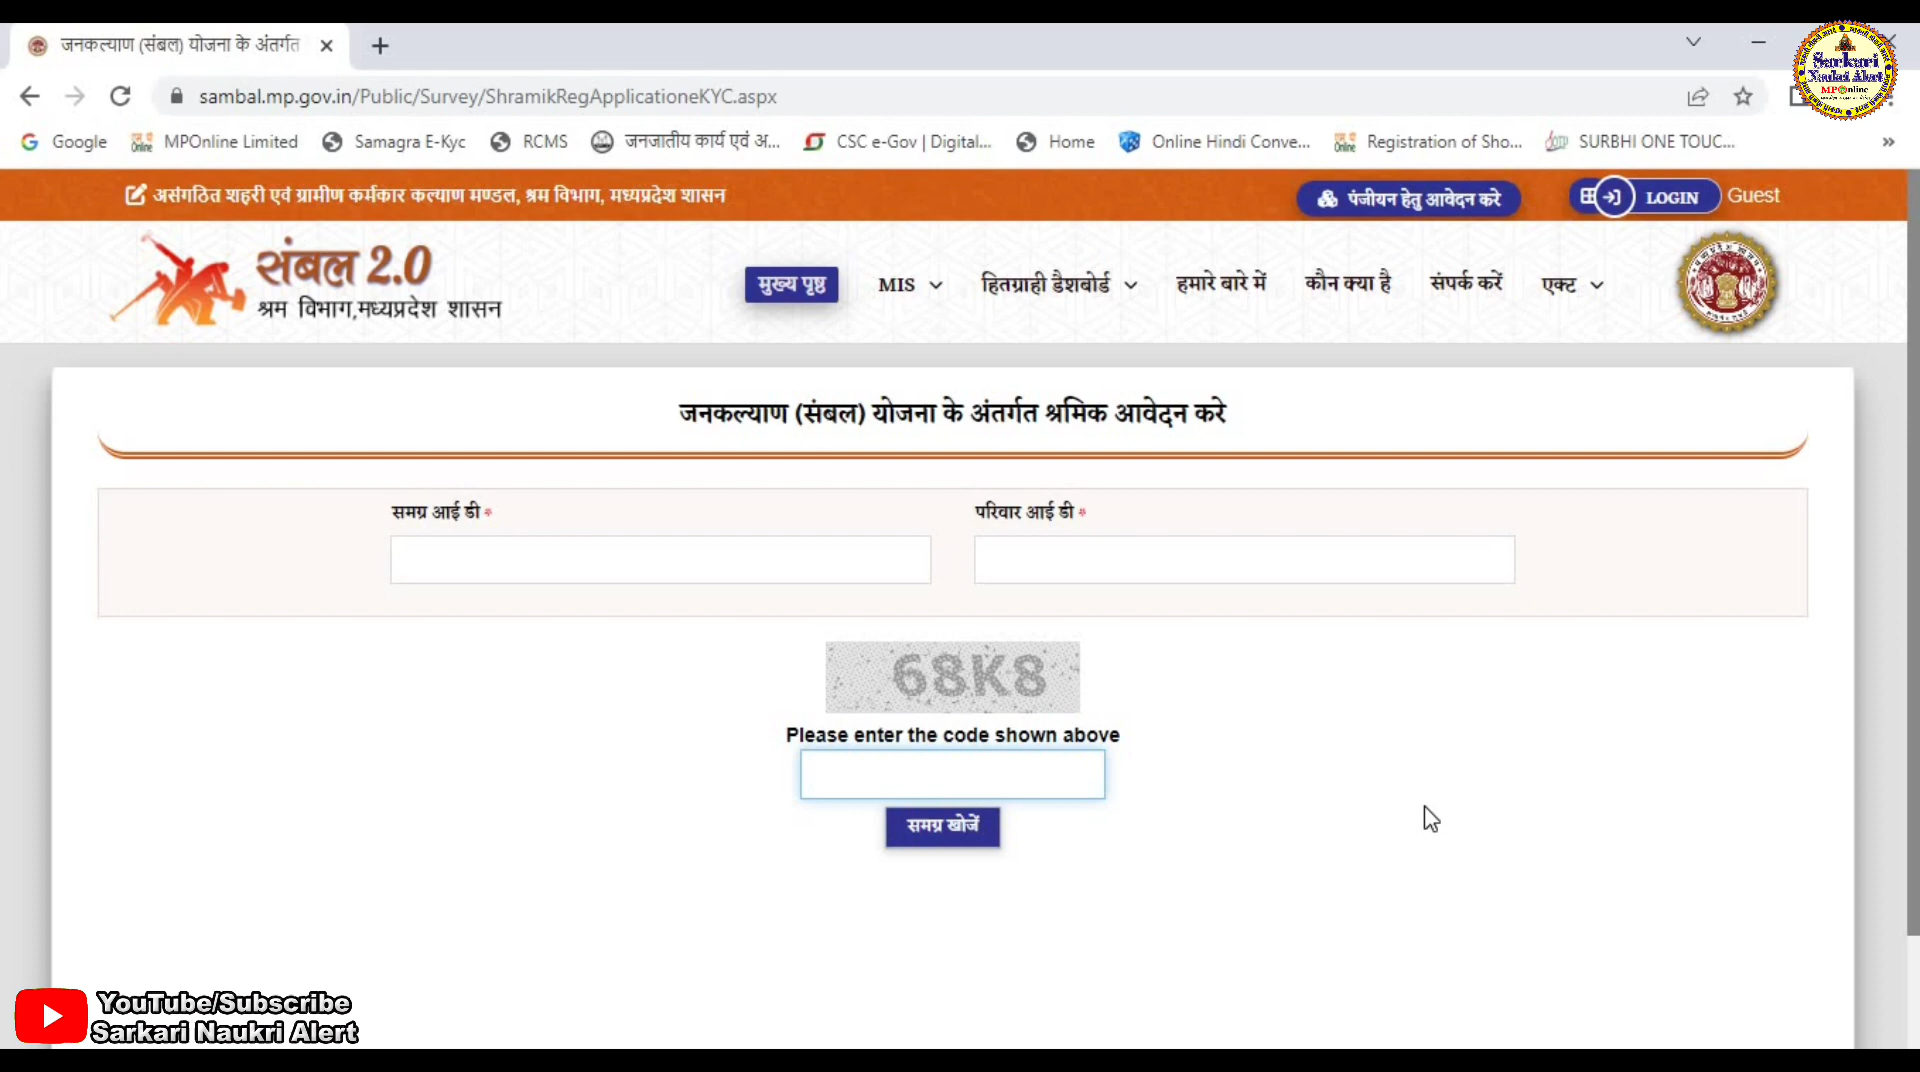 जनकल्याण (संबल) योजना के अंतर्गत
sambal.mp.gov.in/Public/Survey/ShramikRegApplicationeKYC.aspx
Google MPOnline Limited Samagra E-Kyc RCMS जनजातीय कार्य एवं अ... CSC e-Gov | Digital... Home Online Hindi Conve... Registration of Sho... SURBHI ONE TOUC...
Sarkari
Naukri Alert
MPOnline
असंगठित शहरी एवं ग्रामीण कर्मकार कल्याण मण्डल, श्रम विभाग, मध्यप्रदेश शासन
पंजीयन हेतु आवेदन करे
LOGIN
Guest
संबल 2.0
श्रम विभाग,मध्यप्रदेश शासन
मुख्य पृष्ठ MIS हितग्राही डैशबोर्ड हमारे बारे में कौन क्या है संपर्क करें एक्ट
जनकल्याण (संबल) योजना के अंतर्गत श्रमिक आवेदन करे
समग्र आई डी *
परिवार आई डी *
68K8
Please enter the code shown above
समग्र खोजें
YouTube/Subscribe
Sarkari Naukri Alert